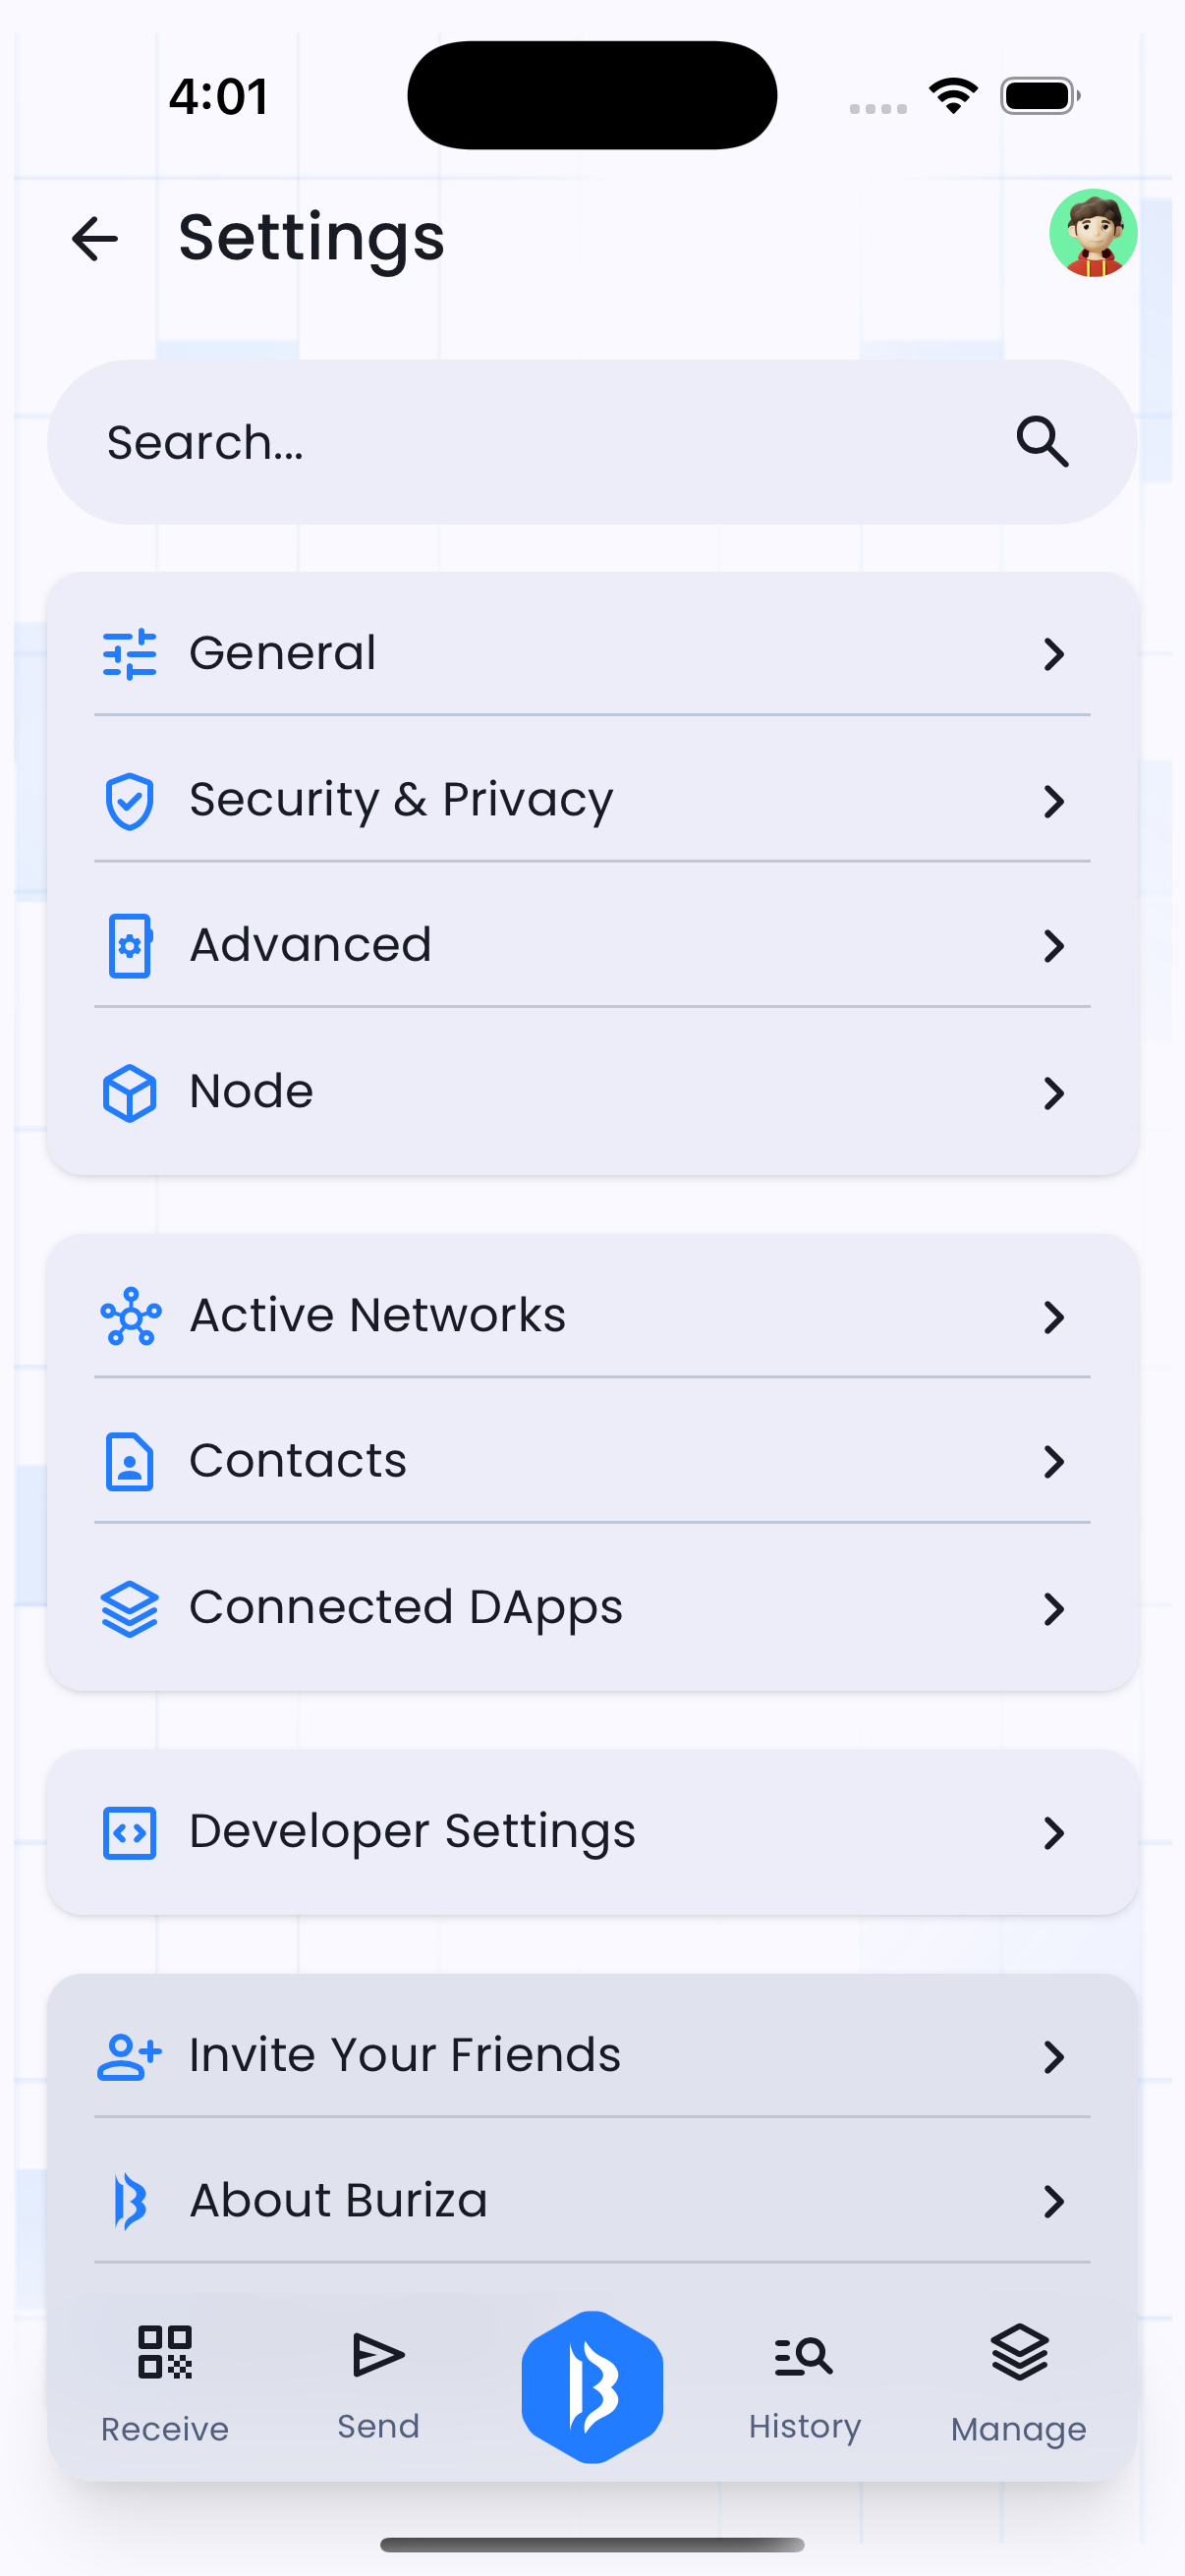 4:01
Settings
Search...
General
Security & Privacy
Advanced
Node
Active Networks
Contacts
Connected DApps
Developer Settings
Invite Your Friends
About Buriza
Receive
Send
History
Manage